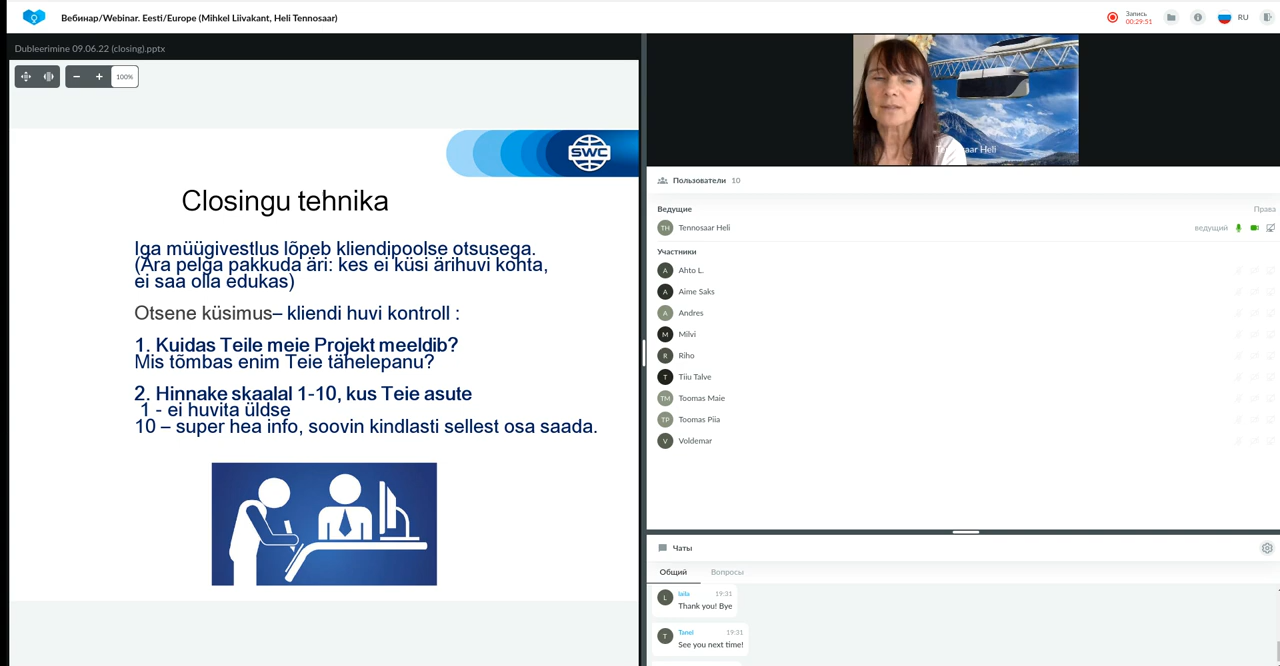 Вебинар/Webinar. Eesti/Europe (Mihkel Liivakant, Heli Tennosaar)
Запись
00:29:51
RU
Dubleerimine 09.06.22 (closing).pptx
100%
SWC
Closingu tehnika
Iga müügivestlus lõpeb kliendipoolse otsusega.
(Ära pelga pakkuda äri: kes ei küsi ärihuvi kohta,
ei saa olla edukas)
Otsene küsimus– kliendi huvi kontroll :
1. Kuidas Teile meie Projekt meeldib?
Mis tõmbas enim Teie tähelepanu?
2. Hinnake skaalal 1-10, kus Teie asute
1 - ei huvita üldse
10 – super hea info, soovin kindlasti sellest osa saada.
Tennosaar Heli
Пользователи 10
Ведущие Права
TH Tennosaar Heli ведущий
Участники
A Ahto L.
A Aime Saks
A Andres
M Milvi
R Riho
T Tiiu Talve
TM Toomas Maie
TP Toomas Piia
V Voldemar
Чаты
Общий Вопросы
L laila 19:31
Thank you! Bye
T Tanel 19:31
See you next time!